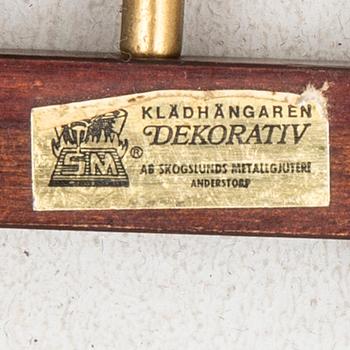 KLÄDHÄNGAREN
DEKORATIV
SM®
AB SKOGSLUNDS METALLGJUTERI
ANDERSTORP